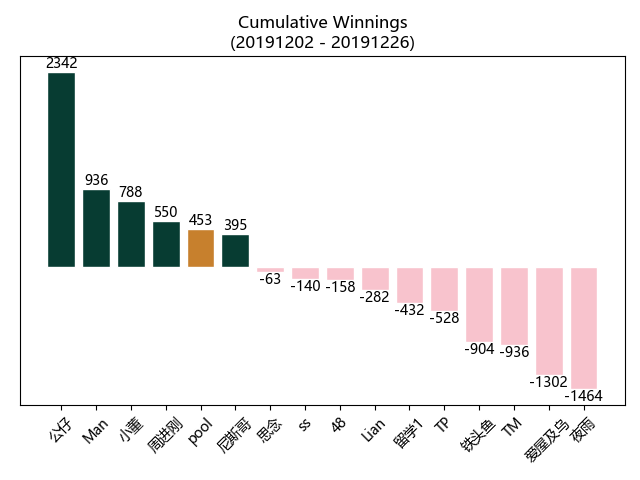 Cumulative Winnings
(20191202 - 20191226)
2342
936
788
550
453
395
-63
-140
-158
-282
-432
-528
-904
-936
-1302
-1464
公仔
Man
小董
周进刚
pool
尼斯哥
思念
ss
48
Lian
留学1
TP
铁头鱼
TM
爱屋及乌
夜雨